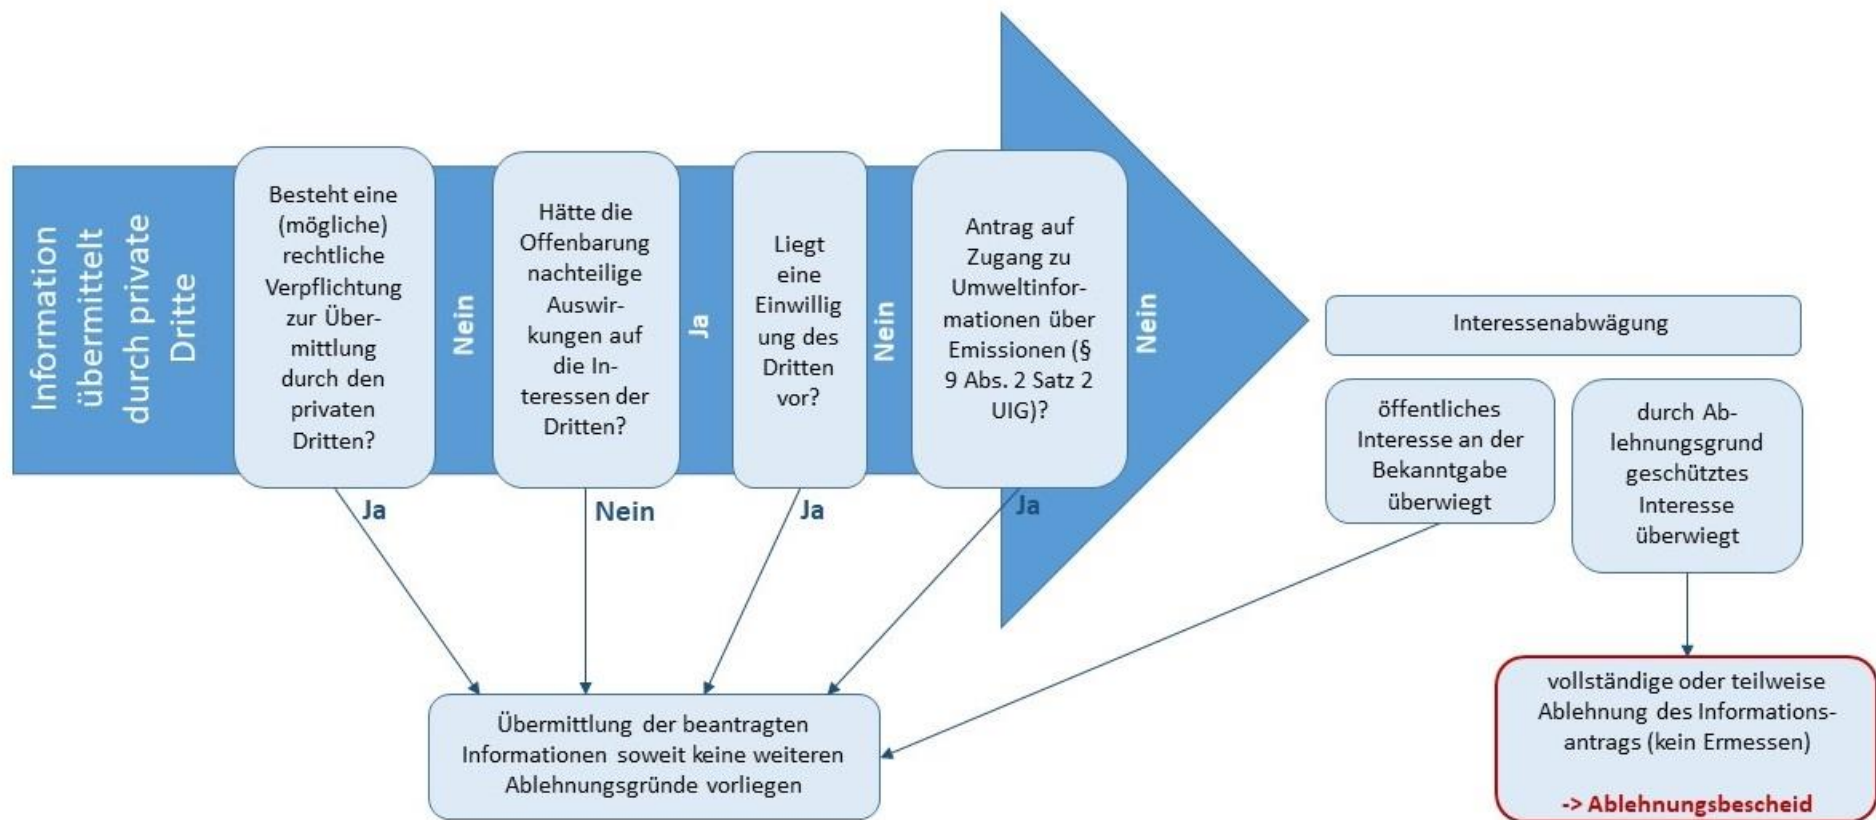 Information
übermittelt
durch private
Dritte
Besteht eine
(mögliche)
rechtliche
Verpflichtung
zur Über-
mittlung
durch den
privaten
Dritten?
Nein
Hätte die
Offenbarung
nachteilige
Auswir-
kungen auf
die In-
teressen der
Dritten?
Ja
Liegt
eine
Einwillig
ung des
Dritten
vor?
Nein
Antrag auf
Zugang zu
Umweltinfor-
mationen über
Emissionen (§
9 Abs. 2 Satz 2
UIG)?
Nein
Interessenabwägung
öffentliches
Interesse an der
Bekanntgabe
überwiegt
durch Ab-
lehnungsgrund
geschütztes
Interesse
überwiegt
Ja
Nein
Ja
Ja
Übermittlung der beantragten
Informationen soweit keine weiteren
Ablehnungsgründe vorliegen
vollständige oder teilweise
Ablehnung des Informations-
antrags (kein Ermessen)
-> Ablehnungsbescheid